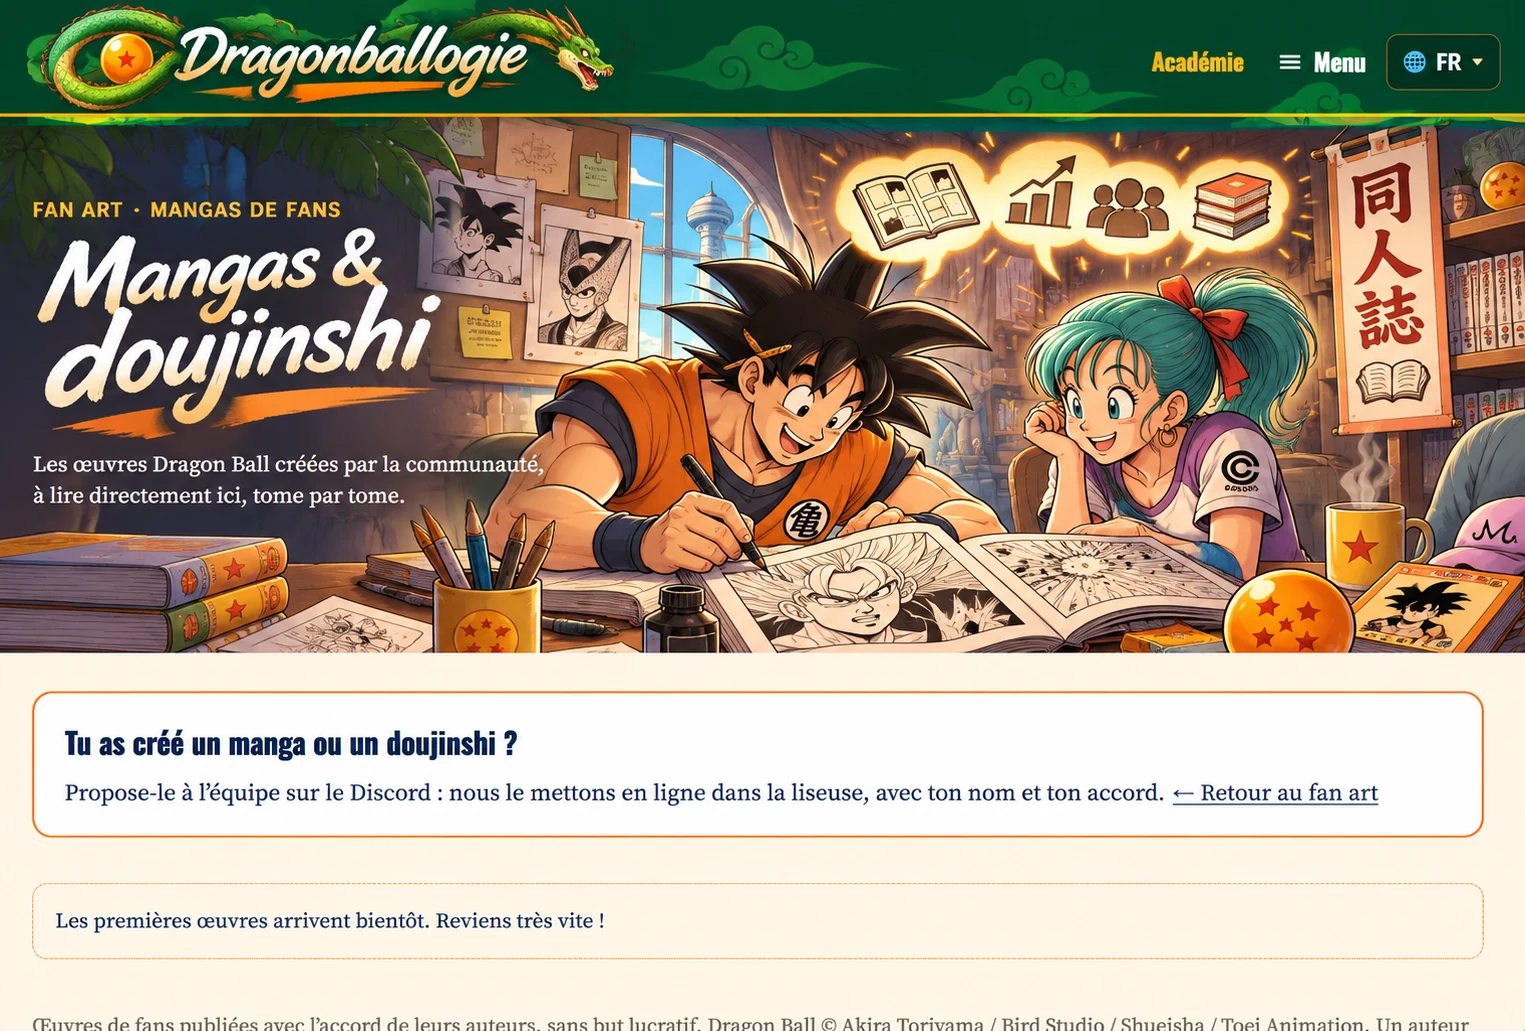 Dragonballogie
Académie
Menu
FR
FAN ART · MANGAS DE FANS
Mangas &
doujinshi
Les œuvres Dragon Ball créées par la communauté,
à lire directement ici, tome par tome.
同人誌
亀
Tu as créé un manga ou un doujinshi ?
Propose-le à l’équipe sur le Discord : nous le mettons en ligne dans la liseuse, avec ton nom et ton accord. ← Retour au fan art
Les premières œuvres arrivent bientôt. Reviens très vite !
Œuvres de fans publiées avec l’accord de leurs auteurs, sans but lucratif. Dragon Ball © Akira Toriyama / Bird Studio / Shueisha / Toei Animation. Un auteur